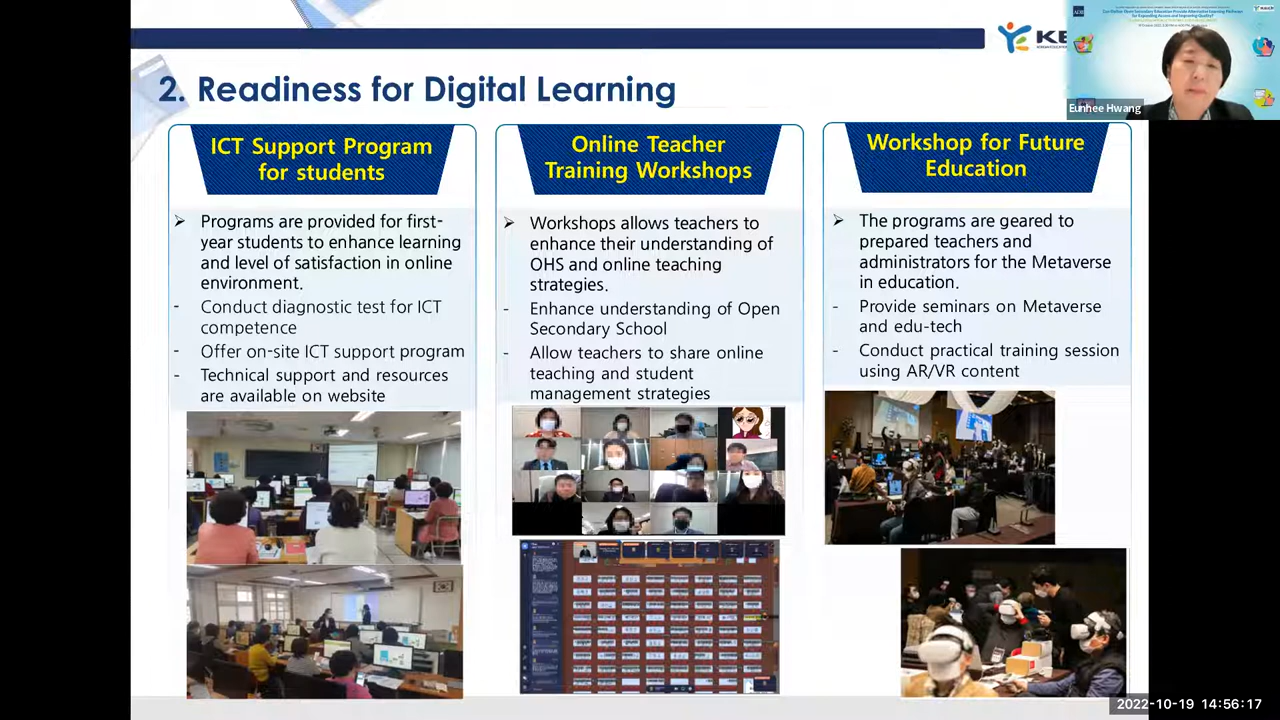 2. Readiness for Digital Learning
ICT Support Program
for students
Programs are provided for first-
year students to enhance learning
and level of satisfaction in online
environment.
- Conduct diagnostic test for ICT
competence
- Offer on-site ICT support program
- Technical support and resources
are available on website
Online Teacher
Training Workshops
Workshops allows teachers to
enhance their understanding of
OHS and online teaching
strategies.
- Enhance understanding of Open
Secondary School
- Allow teachers to share online
teaching and student
management strategies
Workshop for Future
Education
The programs are geared to
prepared teachers and
administrators for the Metaverse
in education.
- Provide seminars on Metaverse
and edu-tech
- Conduct practical training session
using AR/VR content
ADB
Eunhee Hwang
2022-10-19 14:56:17